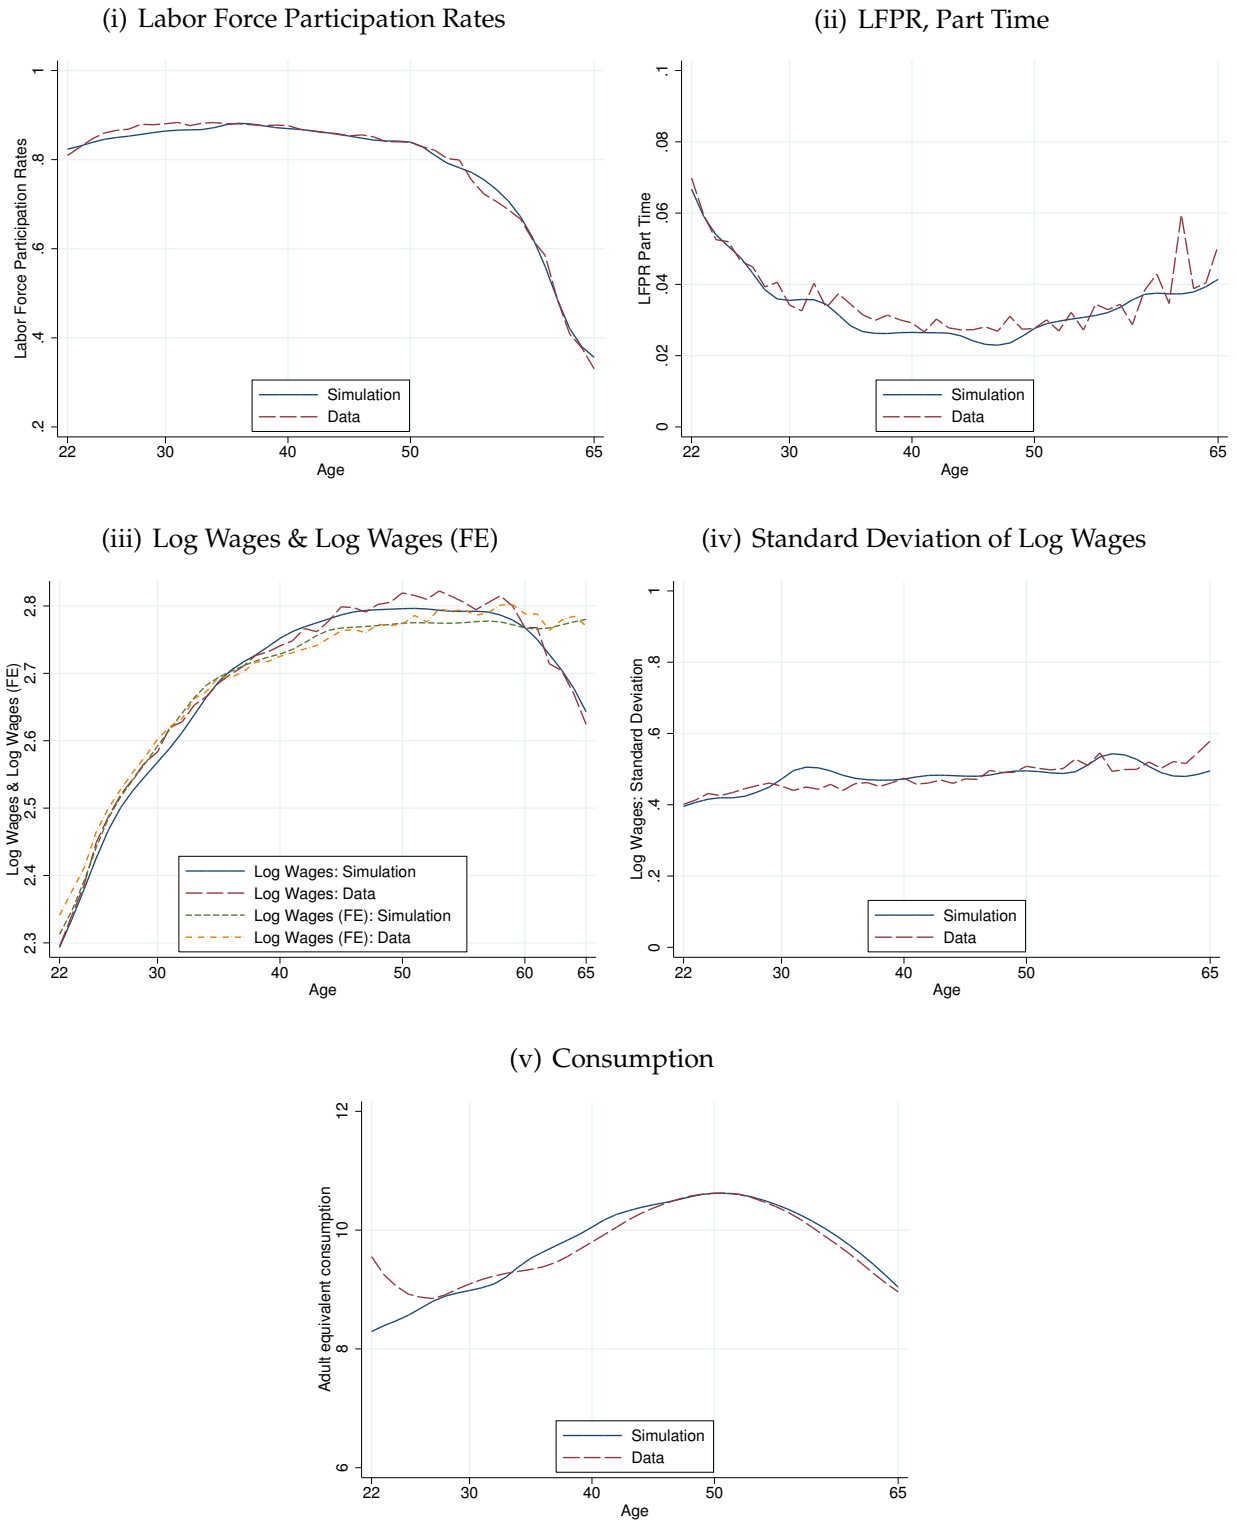 (i) Labor Force Participation Rates
1
.8
.6
.4
.2
Labor Force Participation Rates
22 30 40 50 65
Age
Simulation
Data
(ii) LFPR, Part Time
.1
.08
.06
.04
.02
0
LFPR Part Time
22 30 40 50 65
Age
Simulation
Data
(iii) Log Wages & Log Wages (FE)
2.8
2.7
2.6
2.5
2.4
2.3
Log Wages & Log Wages (FE)
22 30 40 50 60 65
Age
Log Wages: Simulation
Log Wages: Data
Log Wages (FE): Simulation
Log Wages (FE): Data
(iv) Standard Deviation of Log Wages
1
.8
.6
.4
.2
0
Log Wages: Standard Deviation
22 30 40 50 65
Age
Simulation
Data
(v) Consumption
12
10
8
6
Adult equivalent consumption
22 30 40 50 65
Age
Simulation
Data